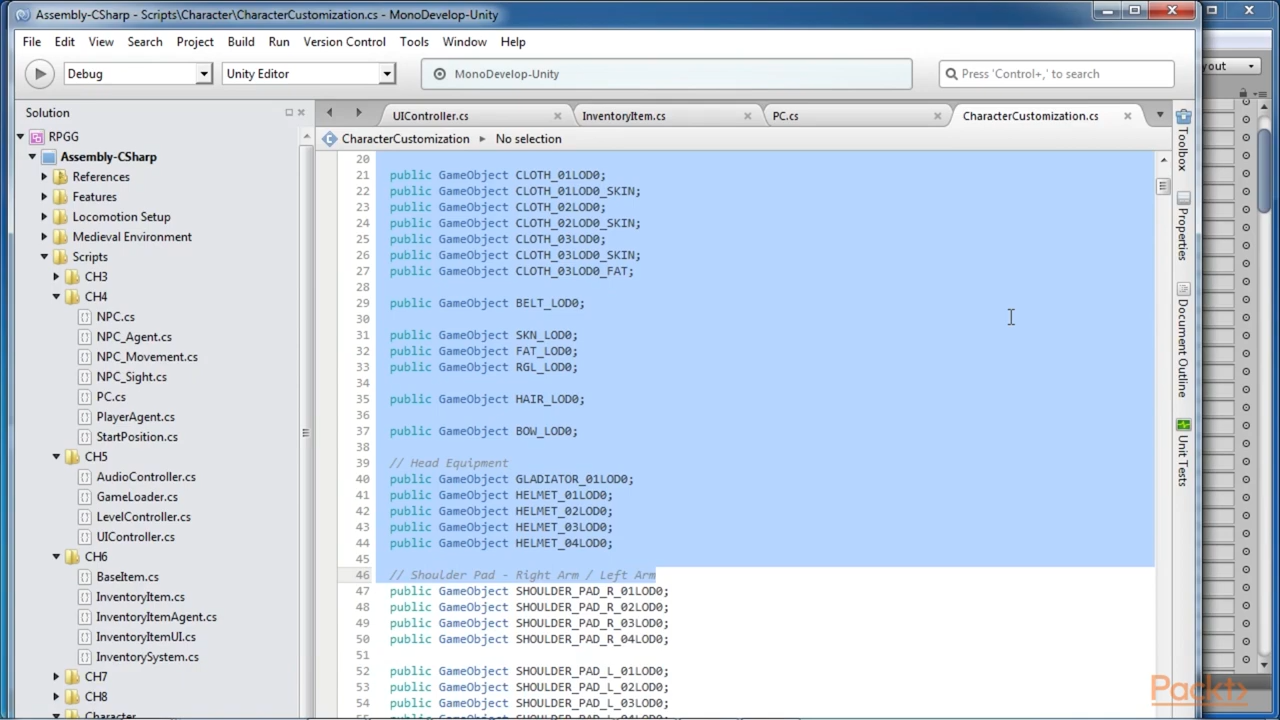 Assembly-CSharp - Scripts\Character\CharacterCustomization.cs - MonoDevelop-Unity
File Edit View Search Project Build Run Version Control Tools Window Help
Debug Unity Editor MonoDevelop-Unity Press 'Control+,' to search
yout
Solution
UIController.cs InventoryItem.cs PC.cs CharacterCustomization.cs
CharacterCustomization No selection
RPGG
Assembly-CSharp
References
Features
Locomotion Setup
Medieval Environment
Scripts
CH3
CH4
NPC.cs
NPC_Agent.cs
NPC_Movement.cs
NPC_Sight.cs
PC.cs
PlayerAgent.cs
StartPosition.cs
CH5
AudioController.cs
GameLoader.cs
LevelController.cs
UIController.cs
CH6
BaseItem.cs
InventoryItem.cs
InventoryItemAgent.cs
InventoryItemUI.cs
InventorySystem.cs
CH7
CH8
Character
20
21 public GameObject CLOTH_01LOD0;
22 public GameObject CLOTH_01LOD0_SKIN;
23 public GameObject CLOTH_02LOD0;
24 public GameObject CLOTH_02LOD0_SKIN;
25 public GameObject CLOTH_03LOD0;
26 public GameObject CLOTH_03LOD0_SKIN;
27 public GameObject CLOTH_03LOD0_FAT;
28
29 public GameObject BELT_LOD0;
30
31 public GameObject SKN_LOD0;
32 public GameObject FAT_LOD0;
33 public GameObject RGL_LOD0;
34
35 public GameObject HAIR_LOD0;
36
37 public GameObject BOW_LOD0;
38
39 // Head Equipment
40 public GameObject GLADIATOR_01LOD0;
41 public GameObject HELMET_01LOD0;
42 public GameObject HELMET_02LOD0;
43 public GameObject HELMET_03LOD0;
44 public GameObject HELMET_04LOD0;
45
46 // Shoulder Pad - Right Arm / Left Arm
47 public GameObject SHOULDER_PAD_R_01LOD0;
48 public GameObject SHOULDER_PAD_R_02LOD0;
49 public GameObject SHOULDER_PAD_R_03LOD0;
50 public GameObject SHOULDER_PAD_R_04LOD0;
51
52 public GameObject SHOULDER_PAD_L_01LOD0;
53 public GameObject SHOULDER_PAD_L_02LOD0;
54 public GameObject SHOULDER_PAD_L_03LOD0;
55 public GameObject SHOULDER_PAD_L_04LOD0;
Toolbox
Properties
Document Outline
Unit Tests
Packt>